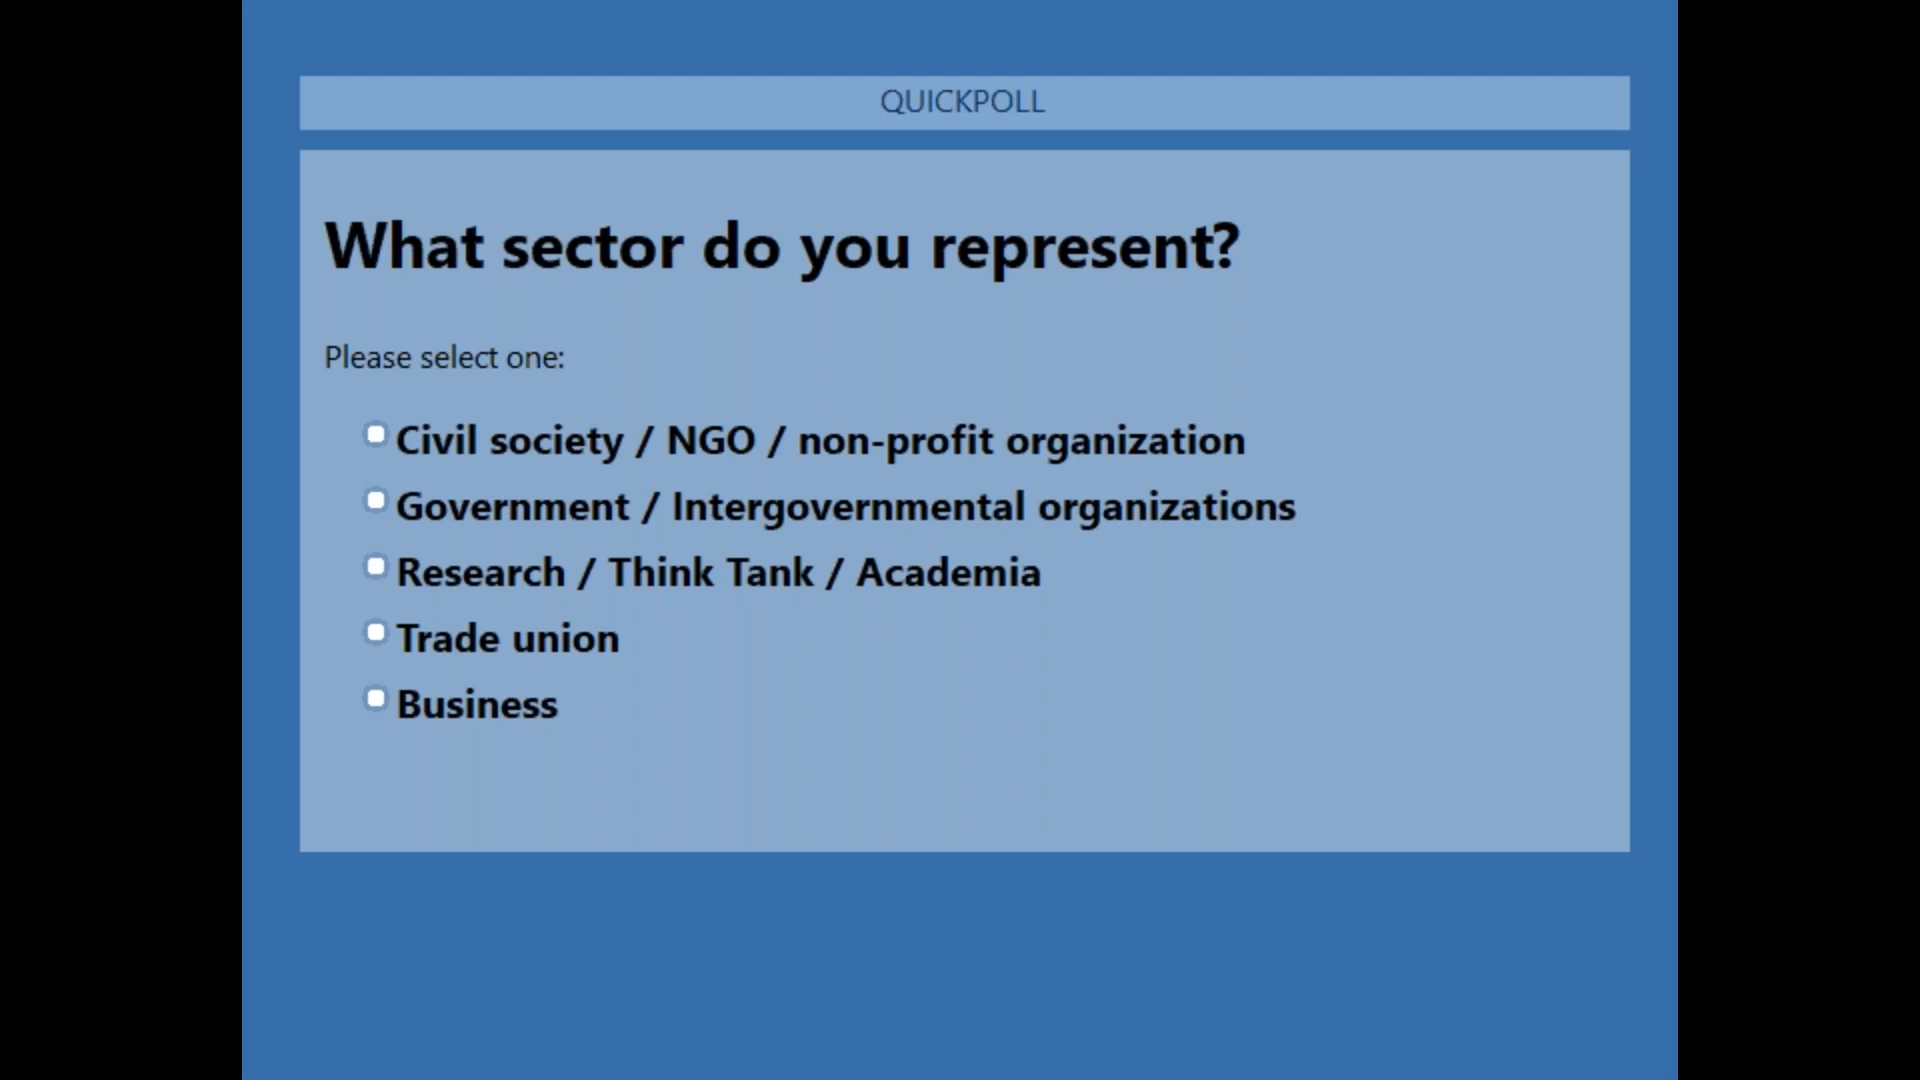 QUICKPOLL
What sector do you represent?
Please select one:
Civil society / NGO / non-profit organization
Government / Intergovernmental organizations
Research / Think Tank / Academia
Trade union
Business